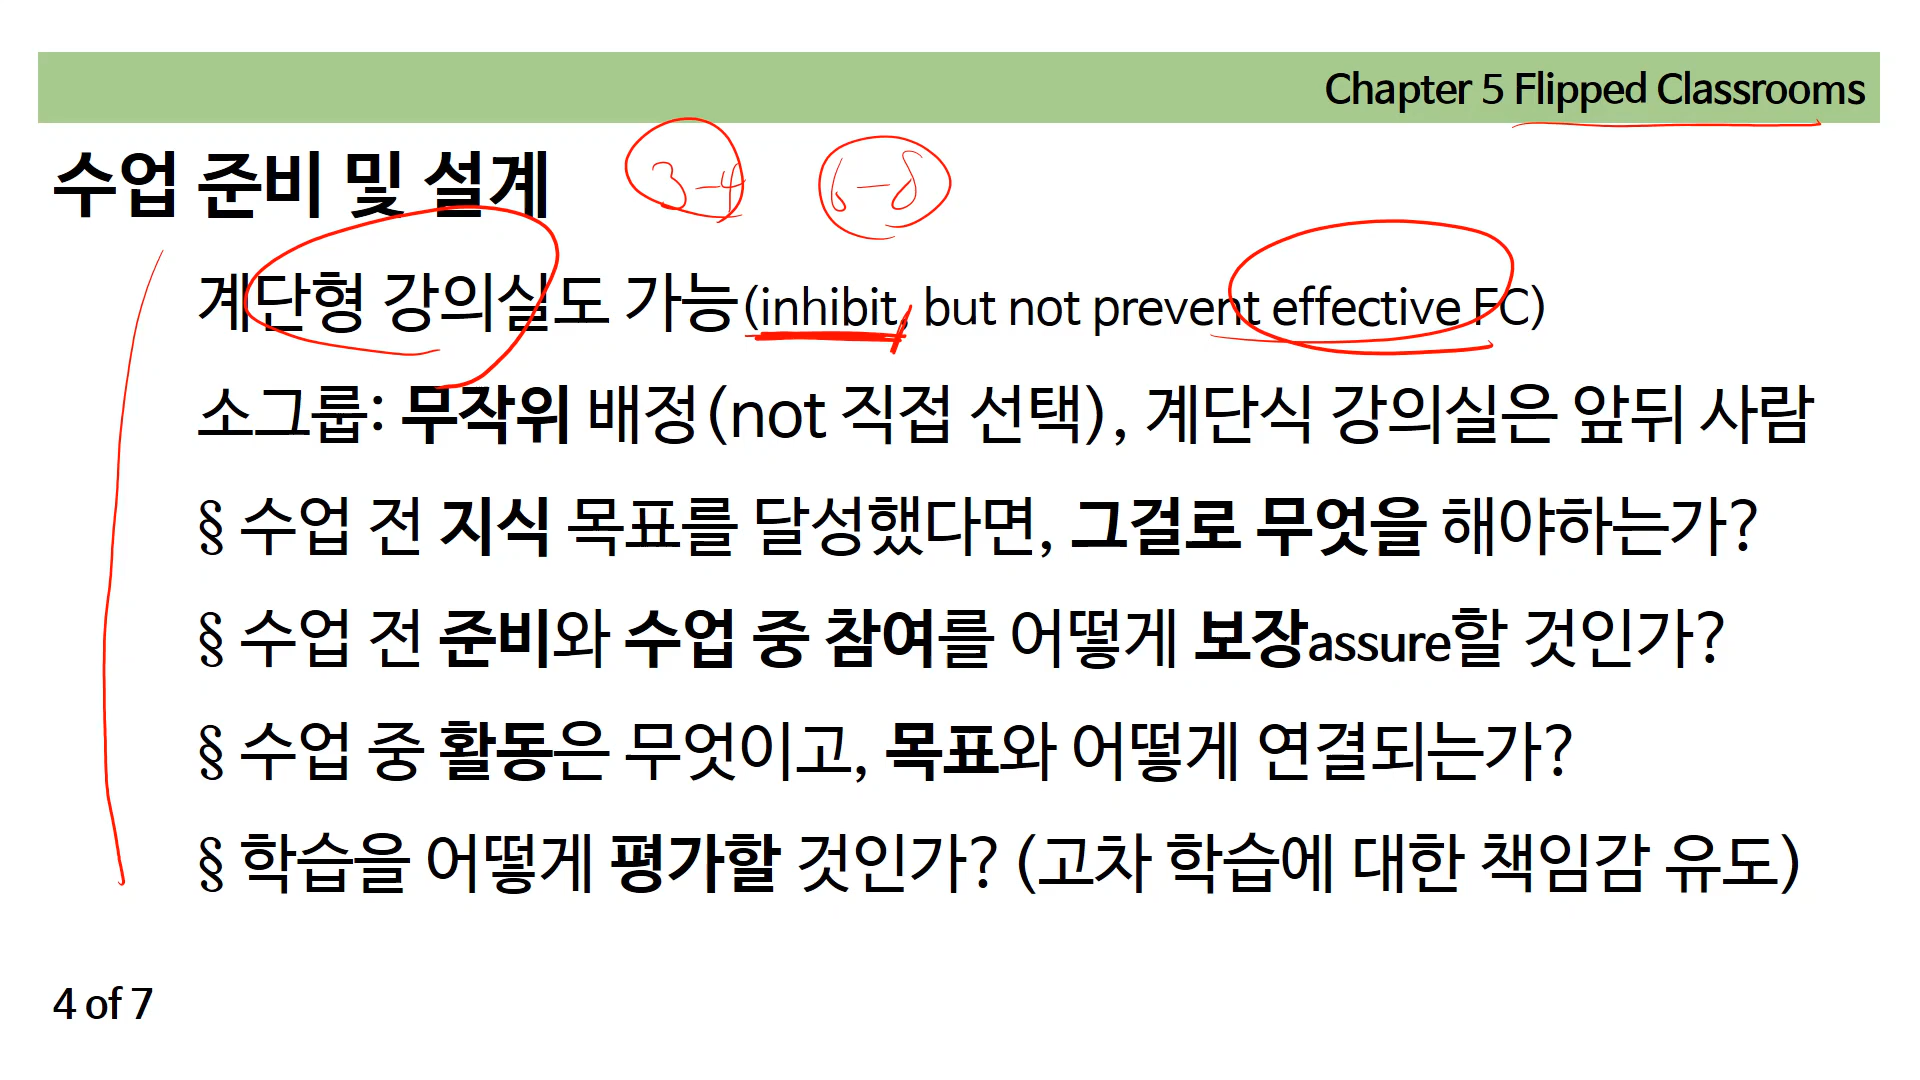 Chapter 5 Flipped Classrooms
수업 준비 및 설계
3-4
6-8
계단형 강의실도 가능(inhibit, but not prevent effective FC)
소그룹: 무작위 배정(not 직접 선택), 계단식 강의실은 앞뒤 사람
§ 수업 전 지식 목표를 달성했다면, 그걸로 무엇을 해야하는가?
§ 수업 전 준비와 수업 중 참여를 어떻게 보장assure할 것인가?
§ 수업 중 활동은 무엇이고, 목표와 어떻게 연결되는가?
§ 학습을 어떻게 평가할 것인가? (고차 학습에 대한 책임감 유도)
4 of 7